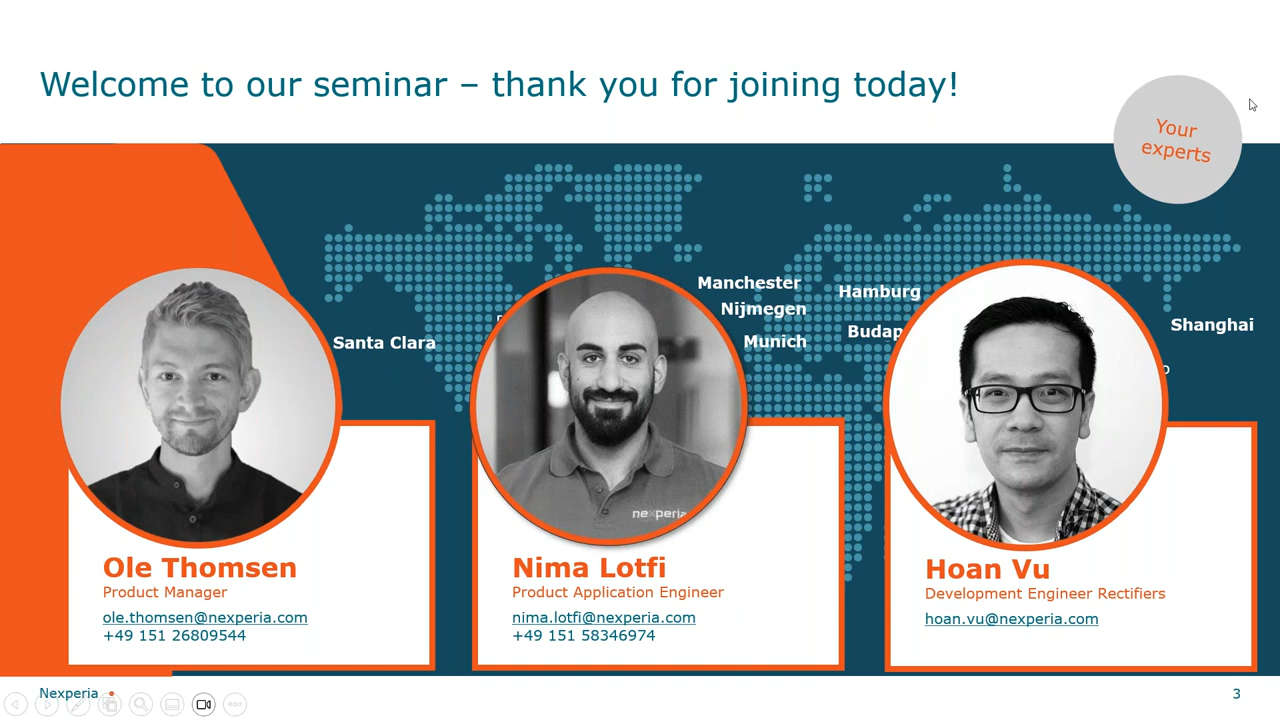 Welcome to our seminar – thank you for joining today!
Your
experts
Manchester
Hamburg
Nijmegen
Shanghai
Santa Clara
Munich
nexperia
Ole Thomsen
Product Manager
ole.thomsen@nexperia.com
+49 151 26809544
Nima Lotfi
Product Application Engineer
nima.lotfi@nexperia.com
+49 151 58346974
Hoan Vu
Development Engineer Rectifiers
hoan.vu@nexperia.com
Nexperia
3